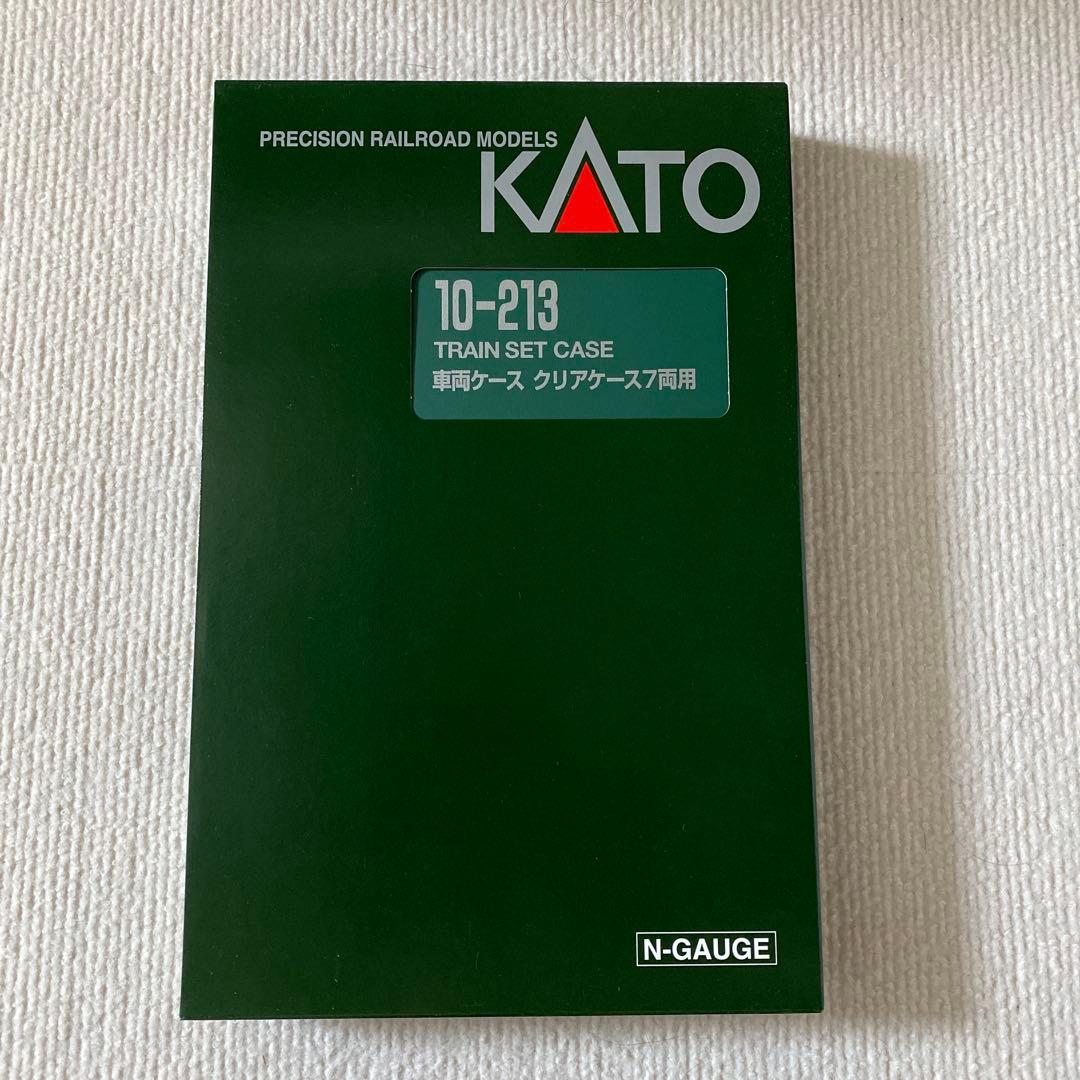 PRECISION RAILROAD MODELS
KATO
10-213
TRAIN SET CASE
車両ケース クリアケース7両用
N-GAUGE